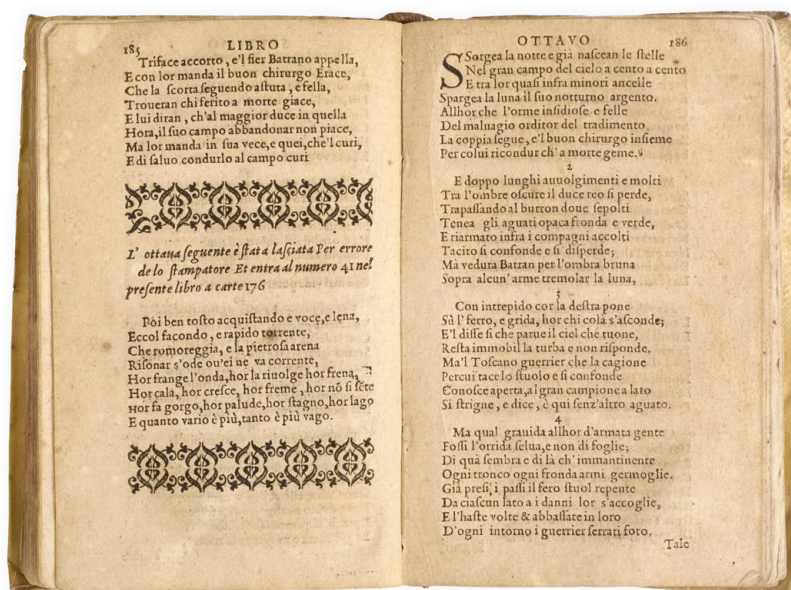 185 LIBRO
Triface accorto, e'l fier Batrano appella,
E con lor manda il buon chirurgo Erace,
Che la scorta seguendo astuta, e fella,
Troueran chi ferito a morte giace,
E lui diran, ch'al maggior duce in quella
Hora, il suo campo abbandonar non piace,
Ma lor manda in sua vece, e quei, che'l curi,
E di saluo condurlo al campo curi
L' ottaua seguente è stata lasciata Per errore
de lo stampatore Et entra al numero 41 nel
presente libro a carte 176
Poi ben tosto acquistando e voce, e lena,
Eccol facondo, e rapido torrente,
Che romoreggia, e la pietrosa arena
Risonar s'ode ou'ei ne va corrente,
Hor frange l'onda, hor la riuolge hor frena,
Hor cala, hor cresce, hor freme, hor nõ si sẽte
Hor fa gorgo, hor palude, hor stagno, hor lago
E quanto vario è più, tanto è più vago.
OTTAVO 186
SSorgea la notte e già nascean le stelle
Nel gran campo del cielo a cento a cento
E tra lor quasi infra minori ancelle
Spargea la luna il suo notturno argento.
Allhor che l'orme insidiose e felle
Del maluagio orditor del tradimento
La coppia segue, e'l buon chirurgo insieme
Per colui ricondur ch'a morte geme.
2
E doppo lunghi auuolgimenti e molti
Tra l'ombre oscure il duce reo si perde,
Trapassando al burron doue sepolti
Tenea gli aguati opaca fronda e verde,
E riarmato infra i compagni accolti
Tacito si confonde e si disperde;
Mà veduta Batran per l'ombra bruna
Sopra alcun'arme tremolar la luna,
3
Con intrepido cor la destra pone
Sù l'ferro, e grida, hor chi colà s'asconde;
E'l disse sì che parue il ciel che tuone,
Resta immobil la turba e non risponde.
Ma'l Toscano guerrier che la cagione
Percui tace lo stuolo e si confonde
Conosce aperta, al gran campione a lato
Si strigne, e dice, è qui senz'altro aguato.
4
Ma qual grauida allhor d'armata gente
Fossi l'orrida selua, e non di foglie;
Di quà sembra e di là ch'immantinente
Ogni tronco ogni fronda armi germoglie.
Già presi i passi il fero stuol repente
Da ciascun lato a i danni lor s'accoglie,
E l'haste volte & abbassate in loro
D'ogni intorno i guerrier serrati foro.
Tale